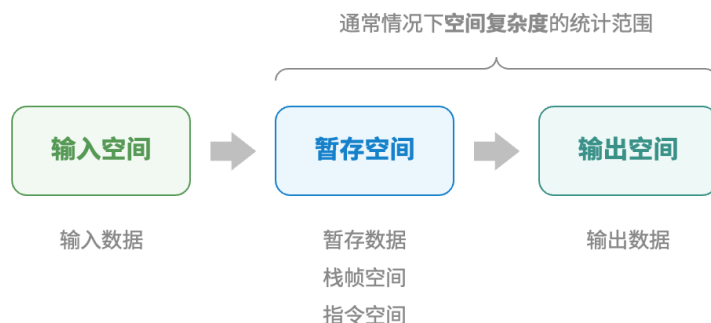 通常情况下空间复杂度的统计范围
输入空间
暂存空间
输出空间
输入数据
暂存数据
输出数据
栈帧空间
指令空间